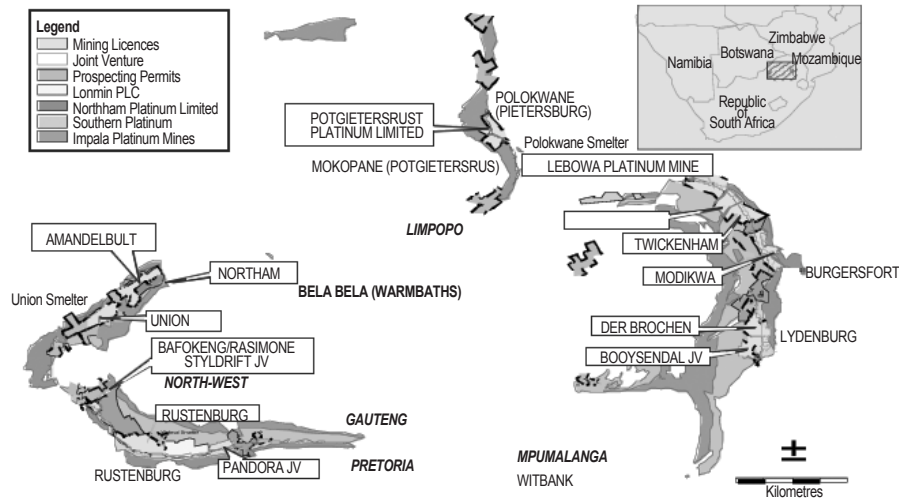 Legend
Mining Licences
Joint Venture
Prospecting Permits
Lonmin PLC
Northham Platinum Limited
Southern Platinum
Impala Platinum Mines
Zimbabwe
Botswana
Namibia
Mozambique
Republic
of
South Africa
POLOKWANE
(PIETERSBURG)
POTGIETERSRUST
PLATINUM LIMITED
Polokwane Smelter
MOKOPANE (POTGIETERSRUS)
LEBOWA PLATINUM MINE
LIMPOPO
AMANDELBULT
TWICKENHAM
NORTHAM
MODIKWA
BURGERSFORT
BELA BELA (WARMBATHS)
Union Smelter
UNION
DER BROCHEN
LYDENBURG
BAFOKENG/RASIMONE
STYLDRIFT JV
BOOYSENDAL JV
NORTH-WEST
RUSTENBURG
GAUTENG
MPUMALANGA
PRETORIA
RUSTENBURG
PANDORA JV
WITBANK
Kilometres